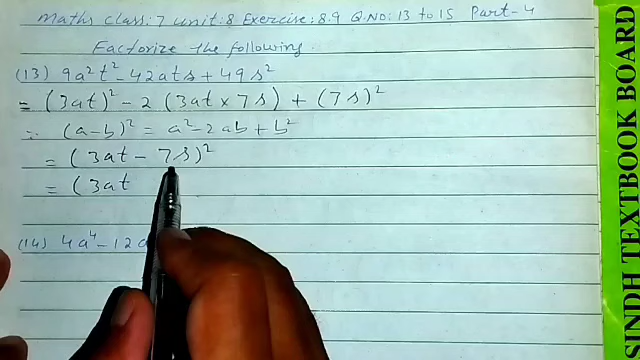 Maths Class: 7 Unit: 8 Exercise: 8.9 Q.NO: 13 to 15 Part-4
Factorize the following.
(13) 9a²t² - 42ats + 49s²
= (3at)² - 2 (3at x 7s) + (7s)²
∵ (a-b)² = a² - 2ab + b²
= (3at - 7s)²
= (3at
(14) 4a⁴ - 12a
SINDH TEXTBOOK BOARD